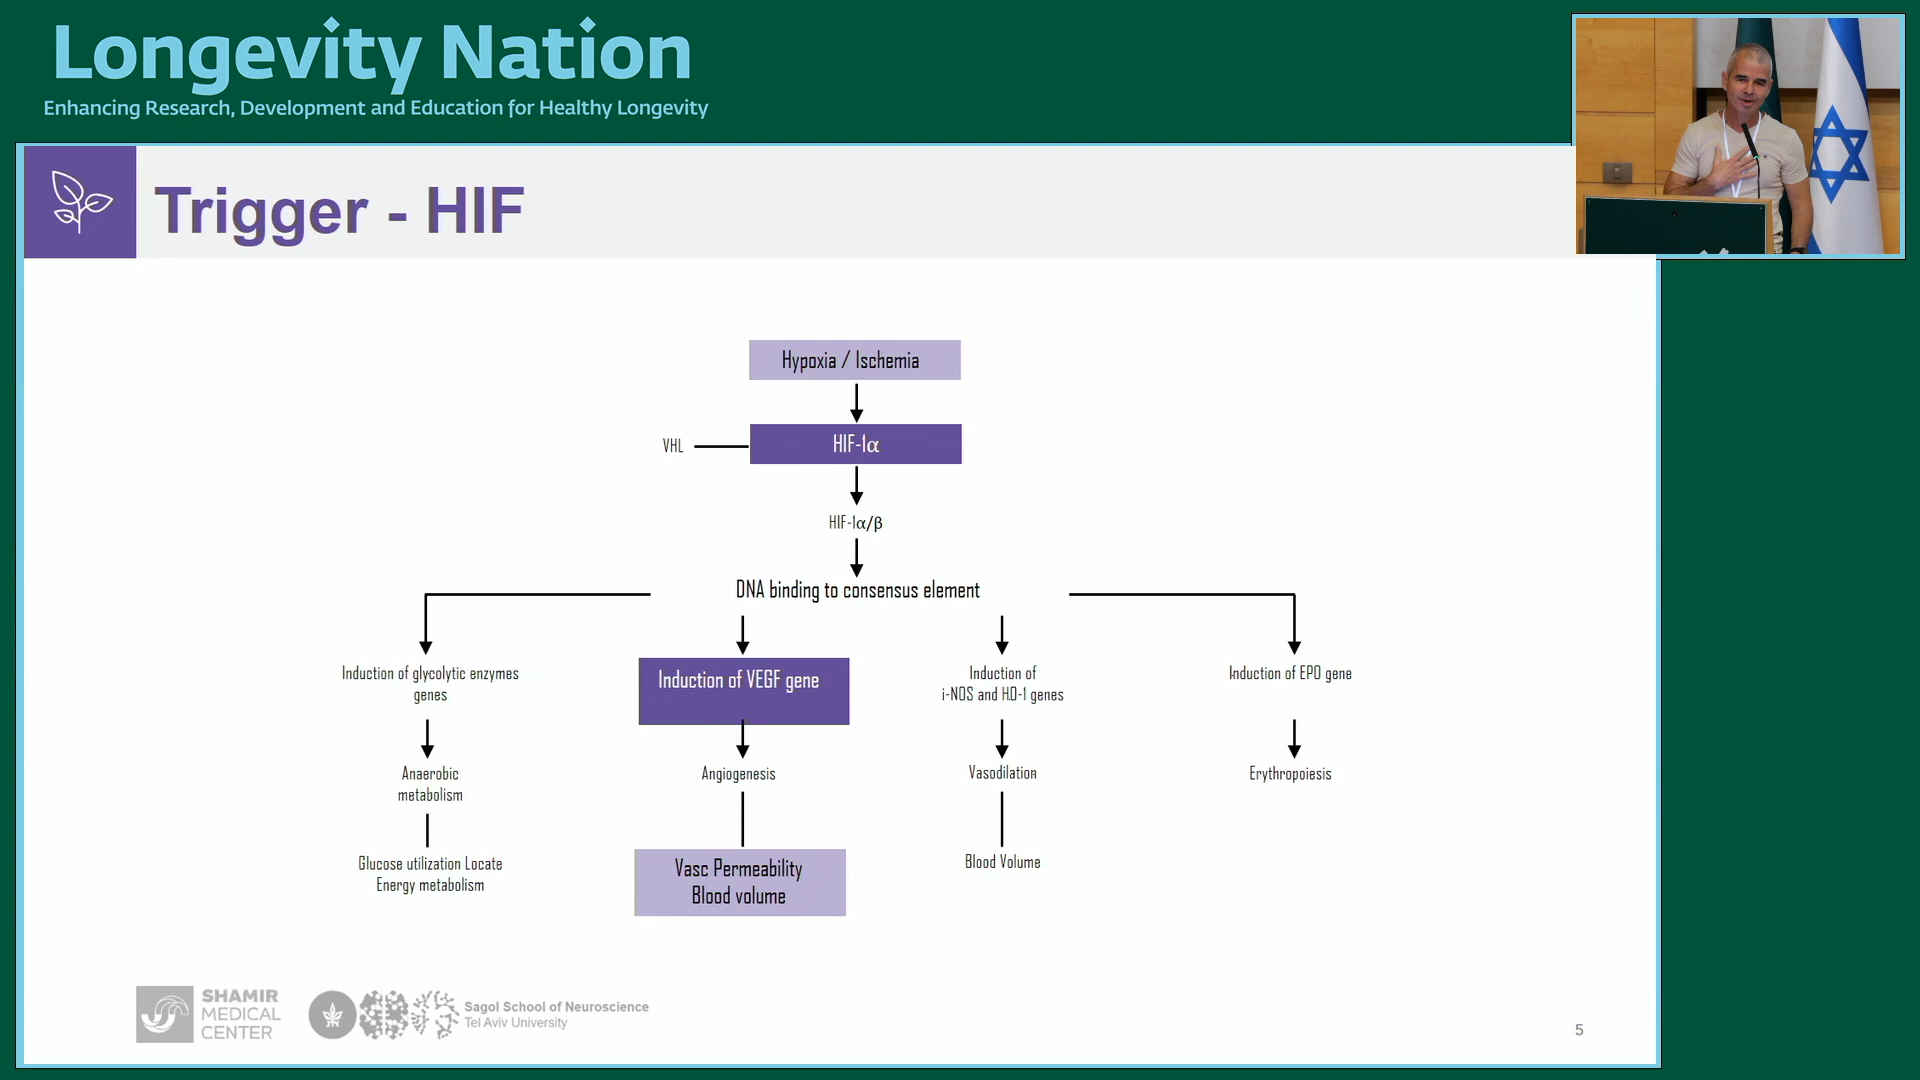 Longevity Nation
Enhancing Research, Development and Education for Healthy Longevity
Trigger - HIF
Hypoxia / Ischemia
VHL
HIF-1α
HIF-1α/β
DNA binding to consensus element
Induction of glycolytic enzymes
genes
Anaerobic
metabolism
Glucose utilization Locate
Energy metabolism
Induction of VEGF gene
Angiogenesis
Vasc Permeability
Blood volume
Induction of
i-NOS and H.O-1 genes
Vasodilation
Blood Volume
Induction of EPO gene
Erythropoiesis
SHAMIR
MEDICAL
CENTER
Sagol School of Neuroscience
Tel Aviv University
5